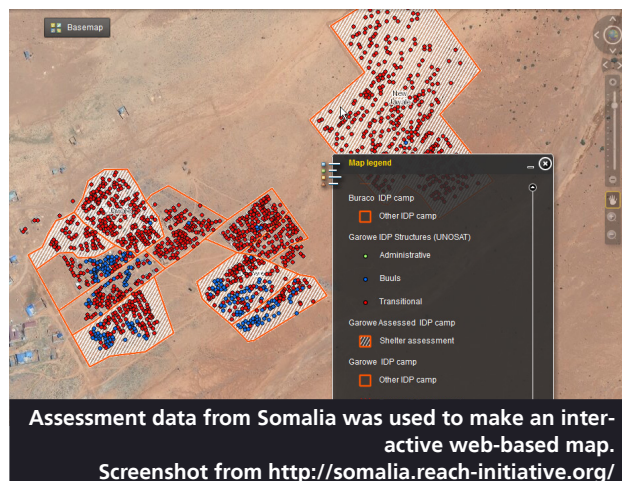 Basemap
New
Map legend
Buraco IDP camp
Other IDP camp
Garowe IDP Structures (UNOSAT)
Administrative
Buuls
Transitional
Garowe Assessed IDP camp
Shelter assessment
Garowe IDP camp
Other IDP camp
Assessment data from Somalia was used to make an inter-
active web-based map.
Screenshot from http://somalia.reach-initiative.org/